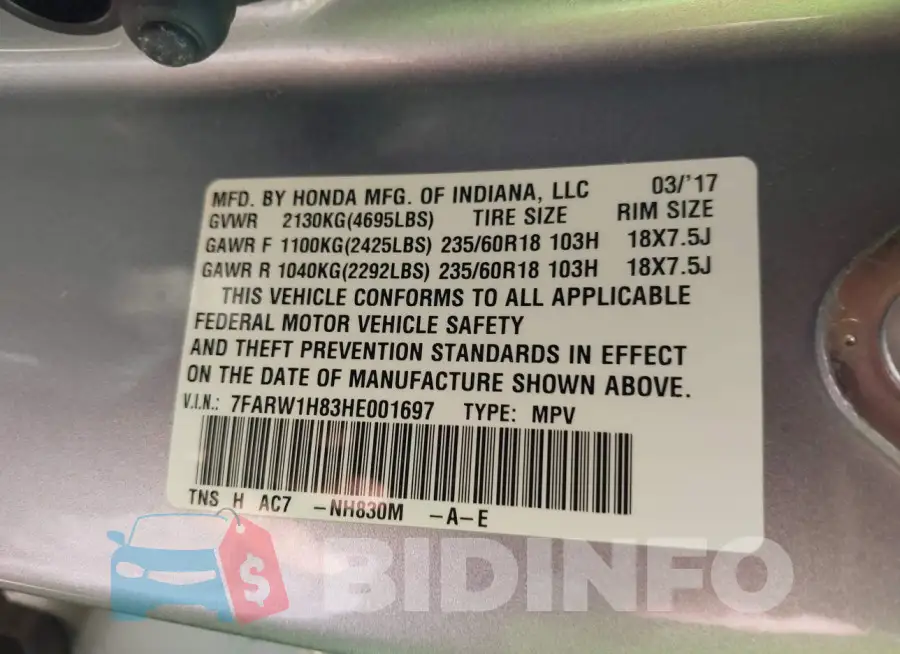 MFD. BY HONDA MFG. OF INDIANA, LLC 03/'17
GVWR 2130KG(4695LBS) TIRE SIZE RIM SIZE
GAWR F 1100KG(2425LBS) 235/60R18 103H 18X7.5J
GAWR R 1040KG(2292LBS) 235/60R18 103H 18X7.5J
THIS VEHICLE CONFORMS TO ALL APPLICABLE
FEDERAL MOTOR VEHICLE SAFETY
AND THEFT PREVENTION STANDARDS IN EFFECT
ON THE DATE OF MANUFACTURE SHOWN ABOVE.
V.I.N.: 7FARW1H83HE001697 TYPE: MPV
TNS H AC7 -NH830M -A-E
$ BIDINFO